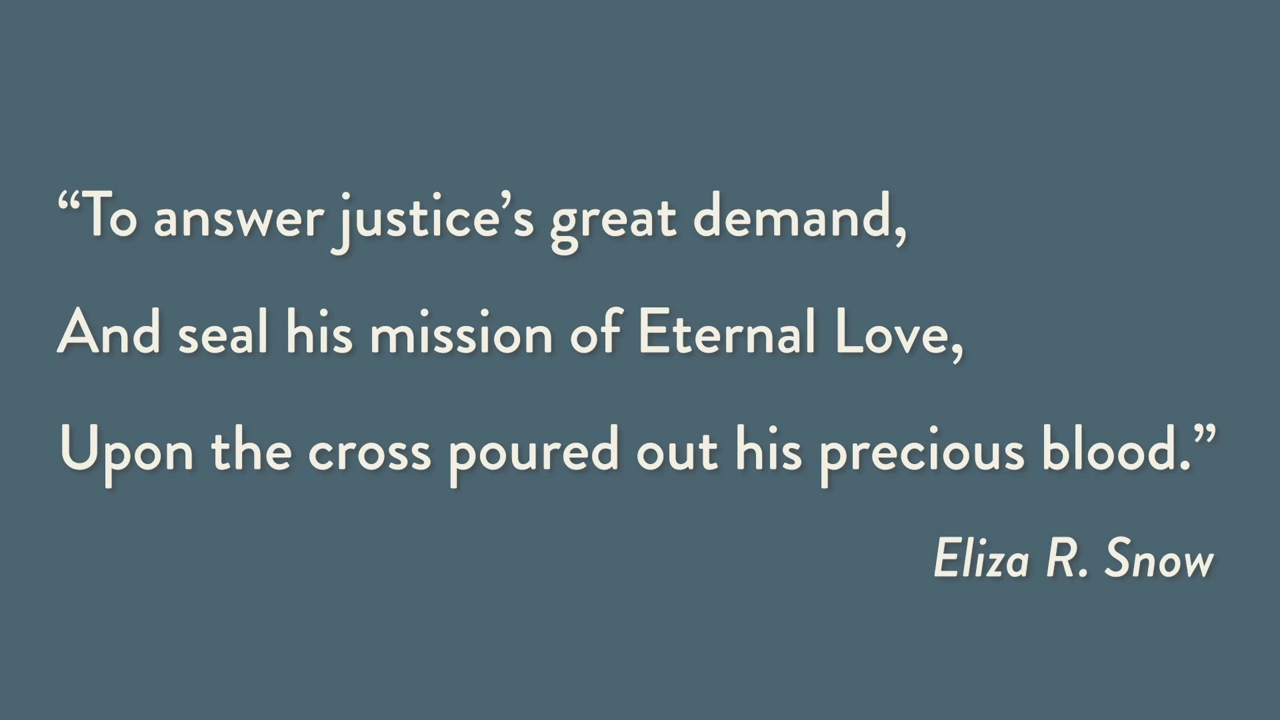 “To answer justice’s great demand,
And seal his mission of Eternal Love,
Upon the cross poured out his precious blood.”
Eliza R. Snow